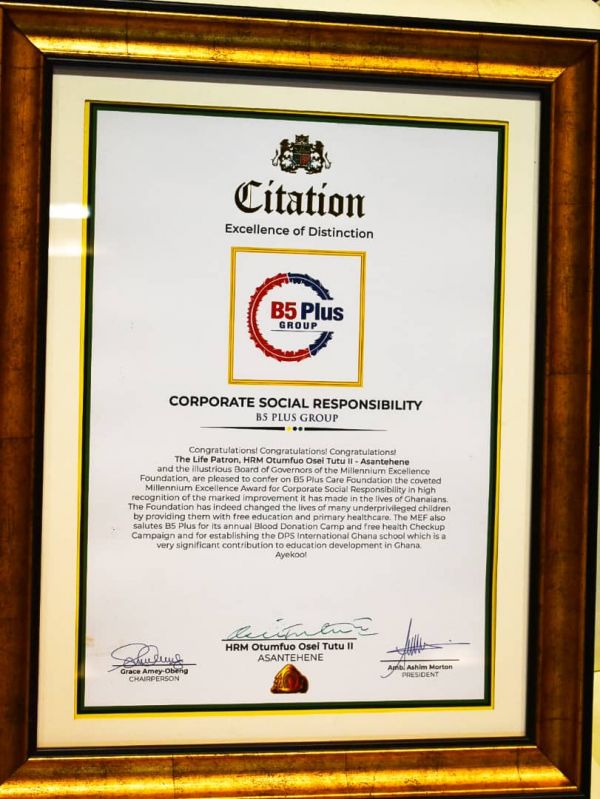 Citation
Excellence of Distinction
B5 Plus
GROUP
CORPORATE SOCIAL RESPONSIBILITY
B5 PLUS GROUP
Congratulations! Congratulations! Congratulations!
The Life Patron, HRM Otumfuo Osei Tutu II - Asantehene
and the illustrious Board of Governors of the Millennium Excellence
Foundation, are pleased to confer on B5 Plus Care Foundation the coveted
Millennium Excellence Award for Corporate Social Responsibility in high
recognition of the marked improvement it has made in the lives of Ghanaians.
The Foundation has indeed changed the lives of many underprivileged children
by providing them with free education and primary healthcare. The MEF also
salutes B5 Plus for its annual Blood Donation Camp and free health Checkup
Campaign and for establishing the DPS International Ghana school which is a
very significant contribution to education development in Ghana.
Ayekoo!
Grace Amey-Obeng
CHAIRPERSON
HRM Otumfuo Osei Tutu II
ASANTEHENE
Amb. Ashim Morton
PRESIDENT